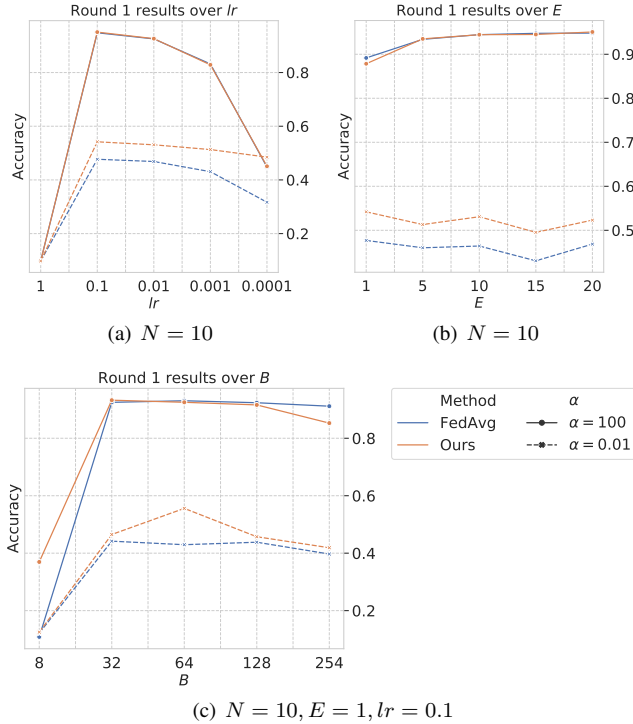 Round 1 results over lr
Accuracy
0.8
0.6
0.4
0.2
1 0.1 0.01 0.001 0.0001
lr
(a) N = 10
Round 1 results over E
Accuracy
0.9
0.8
0.7
0.6
0.5
1 5 10 15 20
E
(b) N = 10
Round 1 results over B
Accuracy
0.8
0.6
0.4
0.2
8 32 64 128 254
B
Method α
FedAvg α = 100
Ours α = 0.01
(c) N = 10, E = 1, lr = 0.1